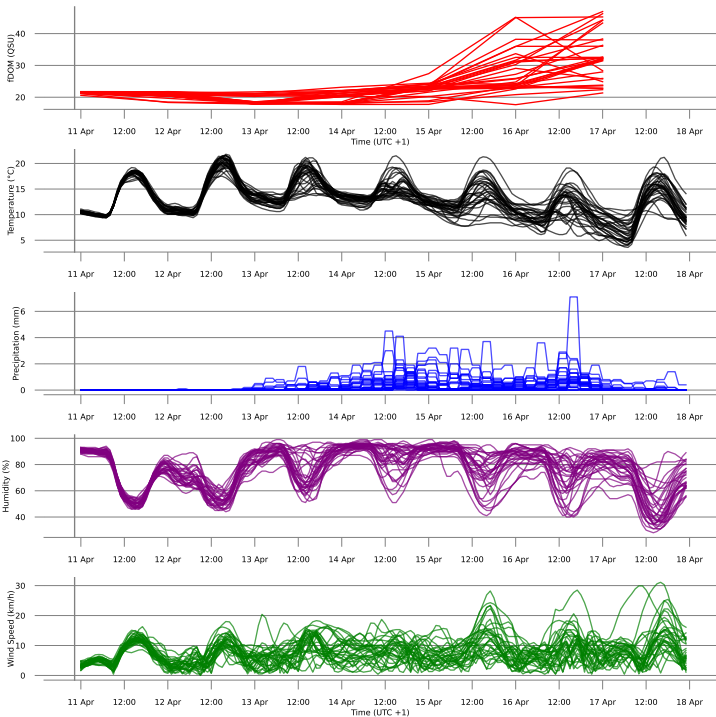 fDOM (QSU)
40
30
20
11 Apr 12:00 12 Apr 12:00 13 Apr 12:00 14 Apr 12:00 15 Apr 12:00 16 Apr 12:00 17 Apr 12:00 18 Apr
Time (UTC +1)
Temperature (°C)
20
15
10
5
11 Apr 12:00 12 Apr 12:00 13 Apr 12:00 14 Apr 12:00 15 Apr 12:00 16 Apr 12:00 17 Apr 12:00 18 Apr
Precipitation (mm)
6
4
2
0
11 Apr 12:00 12 Apr 12:00 13 Apr 12:00 14 Apr 12:00 15 Apr 12:00 16 Apr 12:00 17 Apr 12:00 18 Apr
Humidity (%)
100
80
60
40
11 Apr 12:00 12 Apr 12:00 13 Apr 12:00 14 Apr 12:00 15 Apr 12:00 16 Apr 12:00 17 Apr 12:00 18 Apr
Wind Speed (km/h)
30
20
10
0
11 Apr 12:00 12 Apr 12:00 13 Apr 12:00 14 Apr 12:00 15 Apr 12:00 16 Apr 12:00 17 Apr 12:00 18 Apr
Time (UTC +1)